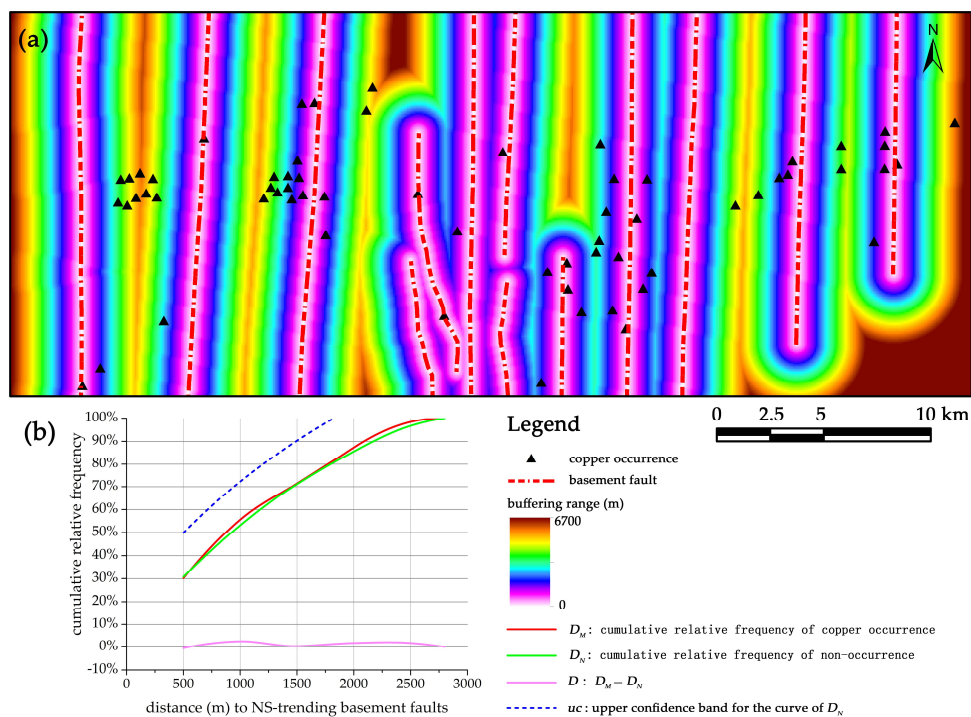 (a)
N
0 2.5 5 10 km
(b)
cumulative relative frequency
100%
90%
80%
70%
60%
50%
40%
30%
20%
10%
0%
-10%
0 500 1000 1500 2000 2500 3000
distance (m) to NS-trending basement faults
Legend
copper occurrence
basement fault
buffering range (m)
6700
0
D_M : cumulative relative frequency of copper occurrence
D_N : cumulative relative frequency of non-occurrence
D : D_M – D_N
uc : upper confidence band for the curve of D_N